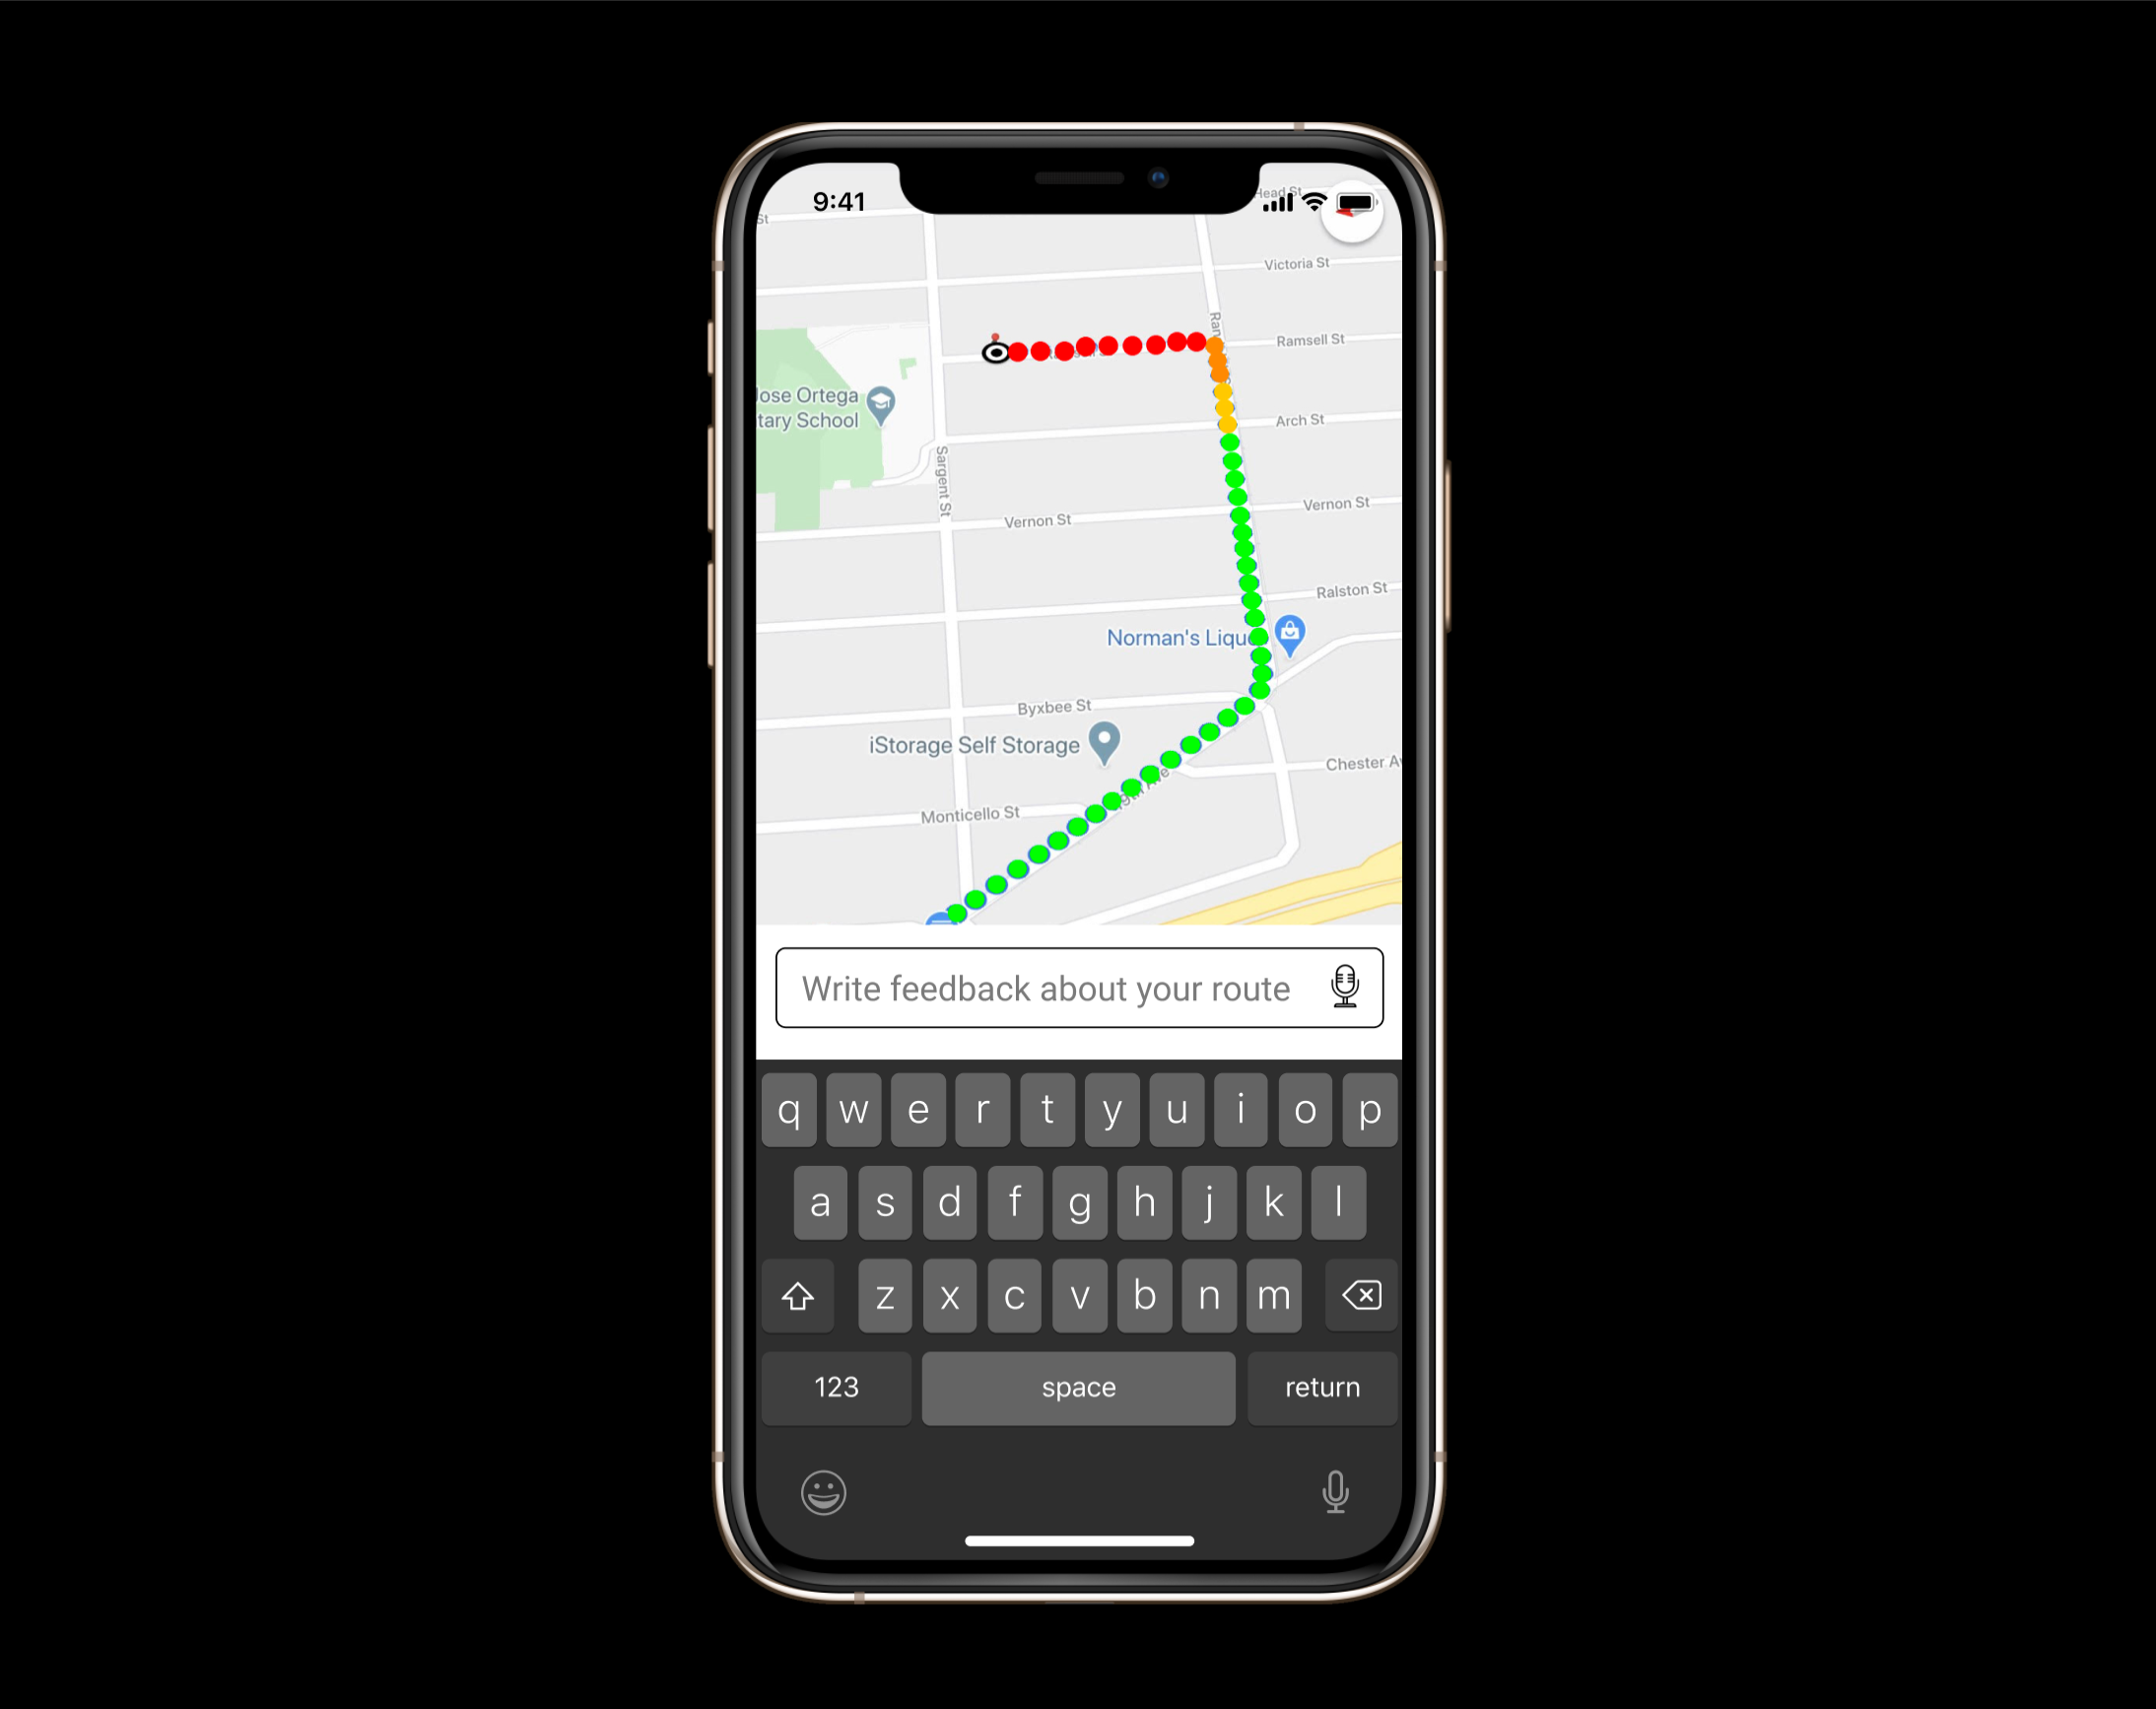 9:41
Head St
St
Victoria St
Ramsell St
Jose Ortega
tary School
Arch St
Sargent St
Vernon St
Vernon St
Ralston St
Norman's Lique
Byxbee St
iStorage Self Storage
Chester Av
Monticello St
Write feedback about your route
q w e r t y u i o p
a s d f g h j k l
z x c v b n m
123 space return